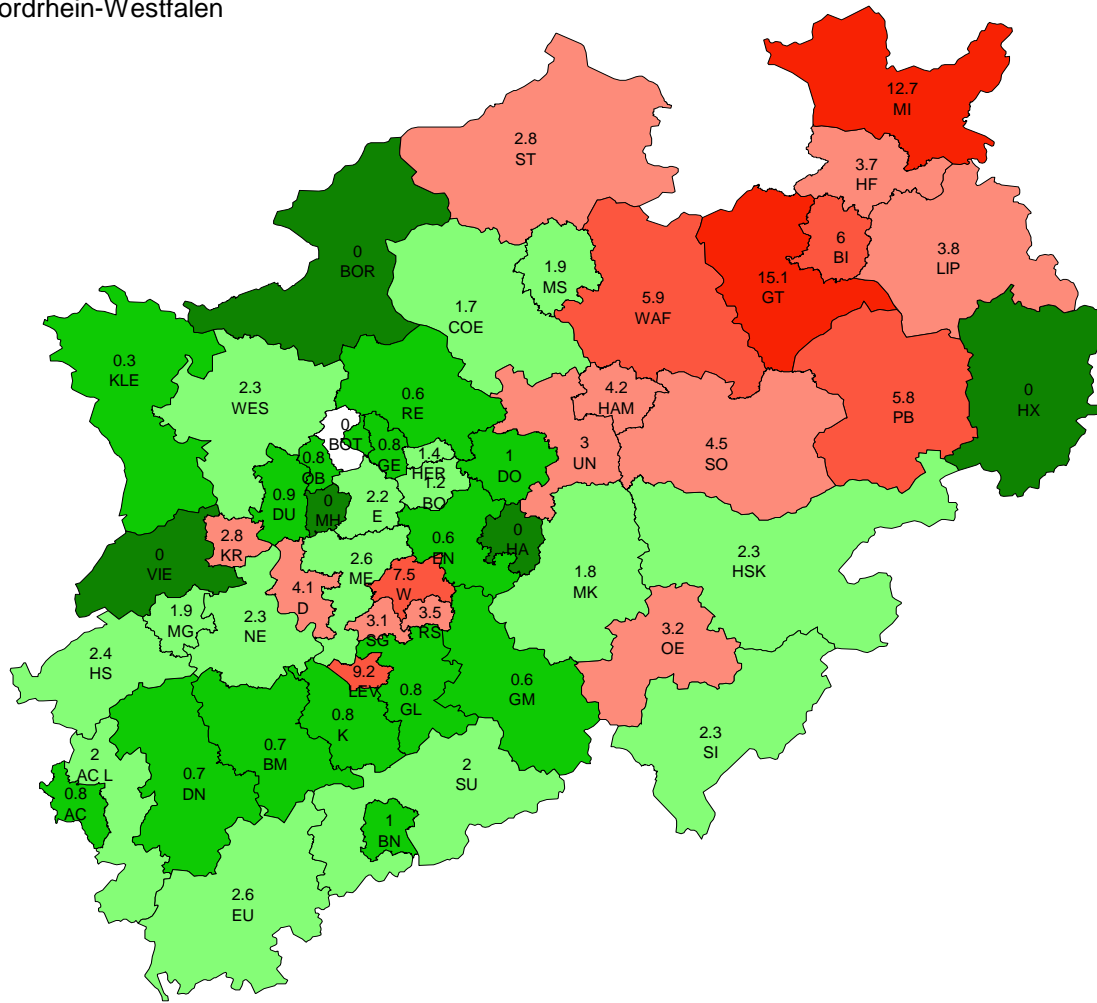 ordrhein-Westfalen
12.7
MI
2.8
ST
3.7
HF
6
BI
3.8
LIP
0
BOR
1.9
MS
15.1
GT
5.9
WAF
1.7
COE
0.3
KLE
2.3
WES
0.6
RE
4.2
HAM
5.8
PB
0
HX
0
BOT
0.8
GE
1.4
HER
3
UN
4.5
SO
0.8
OB
1
DO
1.2
BO
0.9
DU
0
MH
2.2
E
2.8
KR
0.6
EN
0
HA
0
VIE
2.6
ME
2.3
HSK
4.1
D
7.5
W
1.8
MK
1.9
MG
2.3
NE
3.1
SG
3.5
RS
3.2
OE
2.4
HS
9.2
LEV
0.8
GL
0.6
GM
0.8
K
2.3
SI
2
AC L
0.7
BM
2
SU
0.7
DN
0.8
AC
1
BN
2.6
EU